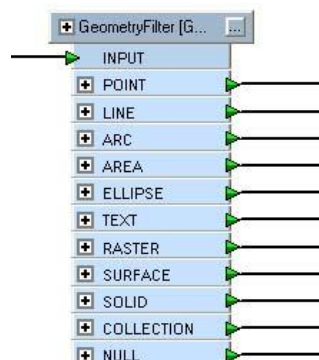 GeometryFilter [G... ...
INPUT
POINT
LINE
ARC
AREA
ELLIPSE
TEXT
RASTER
SURFACE
SOLID
COLLECTION
NULL